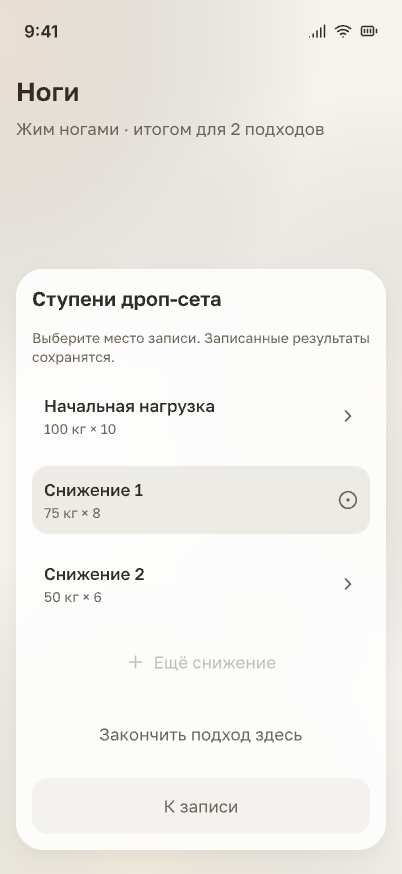 9:41
Ноги
Жим ногами · итогом для 2 подходов
Ступени дроп-сета
Выберите место записи. Записанные результаты
сохранятся.
Начальная нагрузка
100 кг × 10
Снижение 1
75 кг × 8
Снижение 2
50 кг × 6
+ Ещё снижение
Закончить подход здесь
К записи